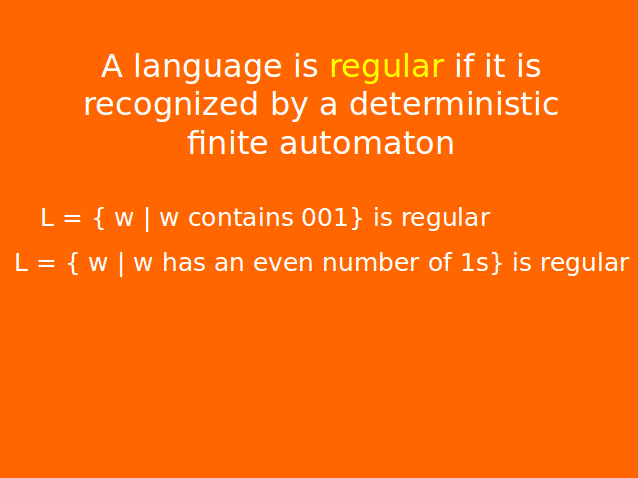 A language is regular if it is
recognized by a deterministic
finite automaton
L = { w | w contains 001} is regular
L = { w | w has an even number of 1s} is regular